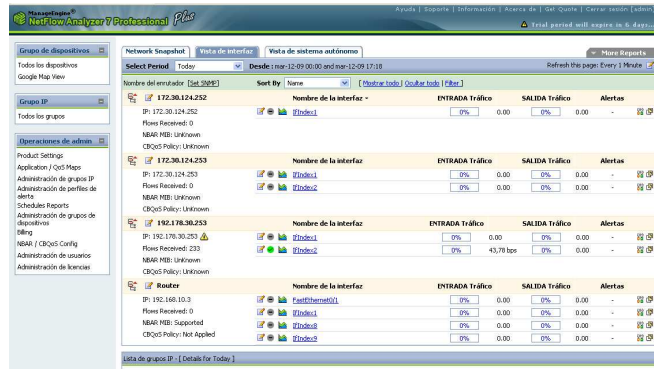 Ayuda | Soporte | Información | Acerca de | Get Quote | Cerrar sesión [admin]
ManageEngine
NetFlow Analyzer 7 Professional Plus
Trial period will expire in 6 days...
Grupo de dispositivos
Todos los dispositivos
Google Map View
Grupo IP
Todos los grupos
Operaciones de admin
Product Settings
Application / QoS Maps
Administración de grupos IP
Administración de perfiles de alerta
Schedules Reports
Administración de grupos de dispositivos
Billing
NBAR / CBQoS Config
Administración de usuarios
Administración de licencias
Network Snapshot Vista de interfaz Vista de sistema autónomo More Reports
Select Period Today Desde : mar-12-09 00:00 and mar-12-09 17:18 Refresh this page: Every 1 Minute
Nombre del enrutador [Set SNMP] Sort By Name [ Mostrar todo | Ocultar todo | Filter ]
172.30.124.252 Nombre de la interfaz ENTRADA Tráfico SALIDA Tráfico Alertas
IP: 172.30.124.252 IfIndex1 0% 0.00 0% 0.00 -
Flows Received: 0
NBAR MIB: Unknown
CBQoS Policy: Unknown
172.30.124.253 Nombre de la interfaz ENTRADA Tráfico SALIDA Tráfico Alertas
IP: 172.30.124.253 IfIndex1 0% 0.00 0% 0.00 -
Flows Received: 0 IfIndex2 0% 0.00 0% 0.00 -
NBAR MIB: Unknown
CBQoS Policy: Unknown
192.178.30.253 Nombre de la interfaz ENTRADA Tráfico SALIDA Tráfico Alertas
IP: 192.178.30.253 IfIndex1 0% 0.00 0% 0.00 -
Flows Received: 233 IfIndex2 0% 43,78 bps 0% 0.00 -
NBAR MIB: Unknown
CBQoS Policy: Unknown
Router Nombre de la interfaz ENTRADA Tráfico SALIDA Tráfico Alertas
IP: 192.168.10.3 FastEthernet0/1 0% 0.00 0% 0.00 -
Flows Received: 0 IfIndex1 0% 0.00 0% 0.00 -
NBAR MIB: Supported IfIndex8 0% 0.00 0% 0.00 -
CBQoS Policy: Not Applied IfIndex9 0% 0.00 0% 0.00 -
Lista de grupos IP - [ Details for Today ]